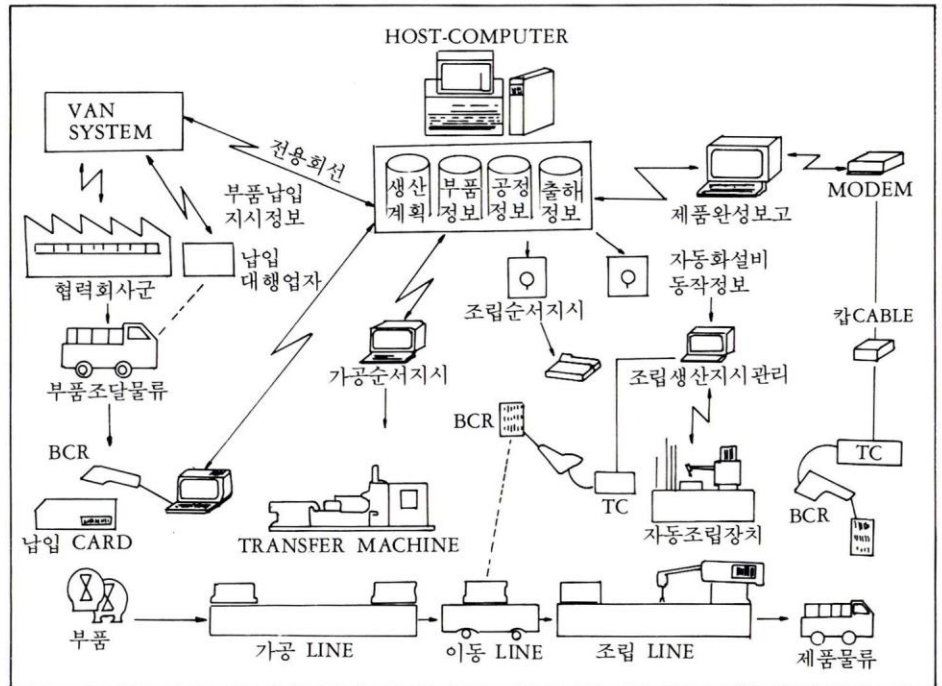 HOST-COMPUTER
VAN
SYSTEM
전용회선
생산
계획
부품
정보
공정
정보
출하
정보
제품완성보고
MODEM
부품납입
지시정보
납입
대행업자
협력회사군
조립순서지시
자동화설비
동작정보
캅CABLE
부품조달물류
가공순서지시
조립생산지시관리
BCR
BCR
TC
TC
BCR
납입 CARD
TRANSFER MACHINE
자동조립장치
부품
가공 LINE
이동 LINE
조립 LINE
제품물류